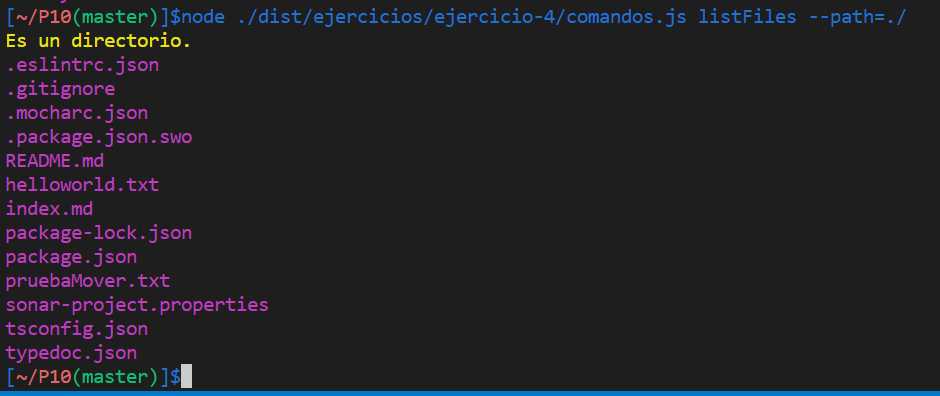 [~/P10(master)]$node ./dist/ejercicios/ejercicio-4/comandos.js listFiles --path=./
Es un directorio.
.eslintrc.json
.gitignore
.mocharc.json
.package.json.swo
README.md
helloworld.txt
index.md
package-lock.json
package.json
pruebaMover.txt
sonar-project.properties
tsconfig.json
typedoc.json
[~/P10(master)]$